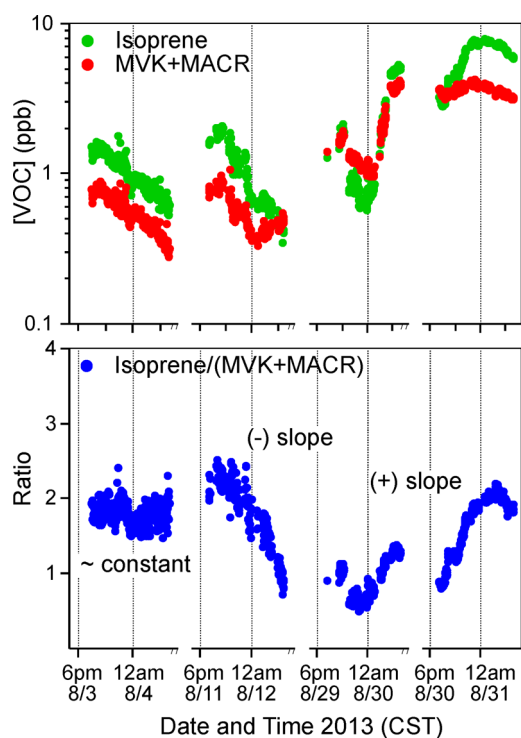 [VOC] (ppb)
10
1
0.1
Isoprene
MVK+MACR
Ratio
4
3
2
1
Isoprene/(MVK+MACR)
(-) slope
(+) slope
~ constant
6pm 12am 6pm 12am 6pm 12am 6pm 12am
8/3 8/4 8/11 8/12 8/29 8/30 8/30 8/31
Date and Time 2013 (CST)